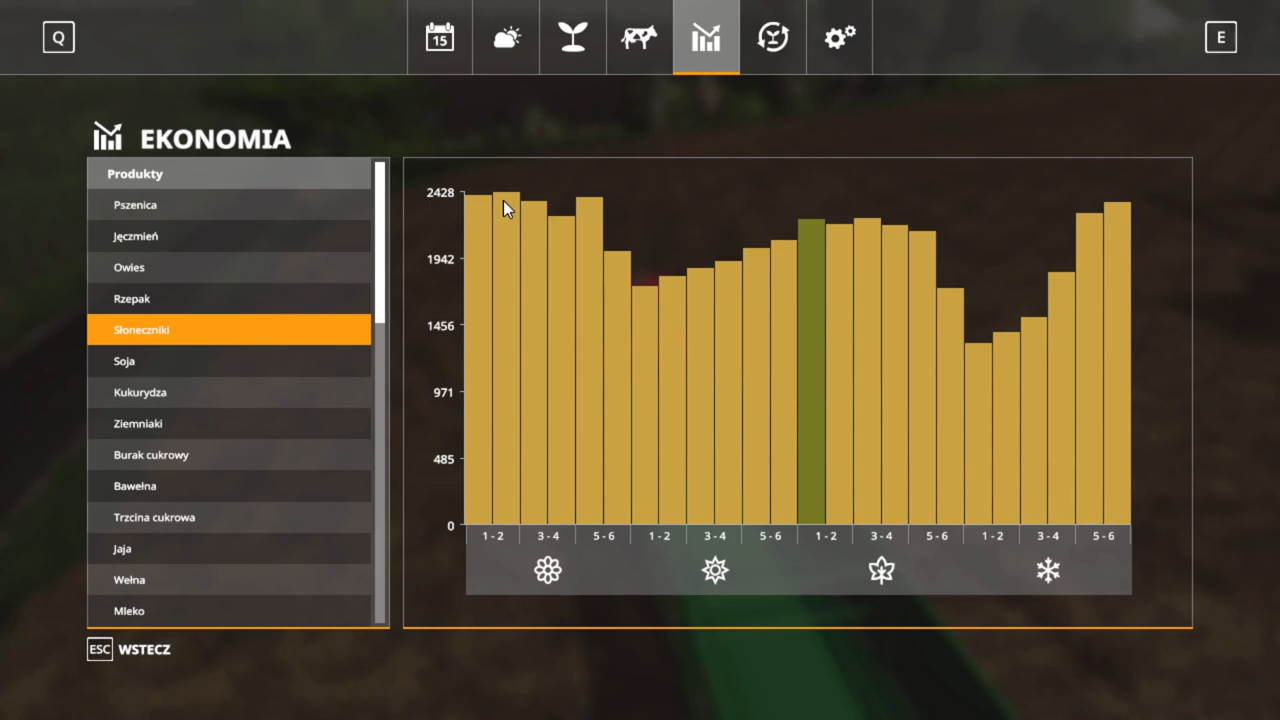 Q
15
E
EKONOMIA
Produkty
Pszenica
Jęczmień
Owies
Rzepak
Słoneczniki
Soja
Kukurydza
Ziemniaki
Burak cukrowy
Bawełna
Trzcina cukrowa
Jaja
Wełna
Mleko
2428
1942
1456
971
485
0
1 - 2 3 - 4 5 - 6 1 - 2 3 - 4 5 - 6 1 - 2 3 - 4 5 - 6 1 - 2 3 - 4 5 - 6
ESC WSTECZ